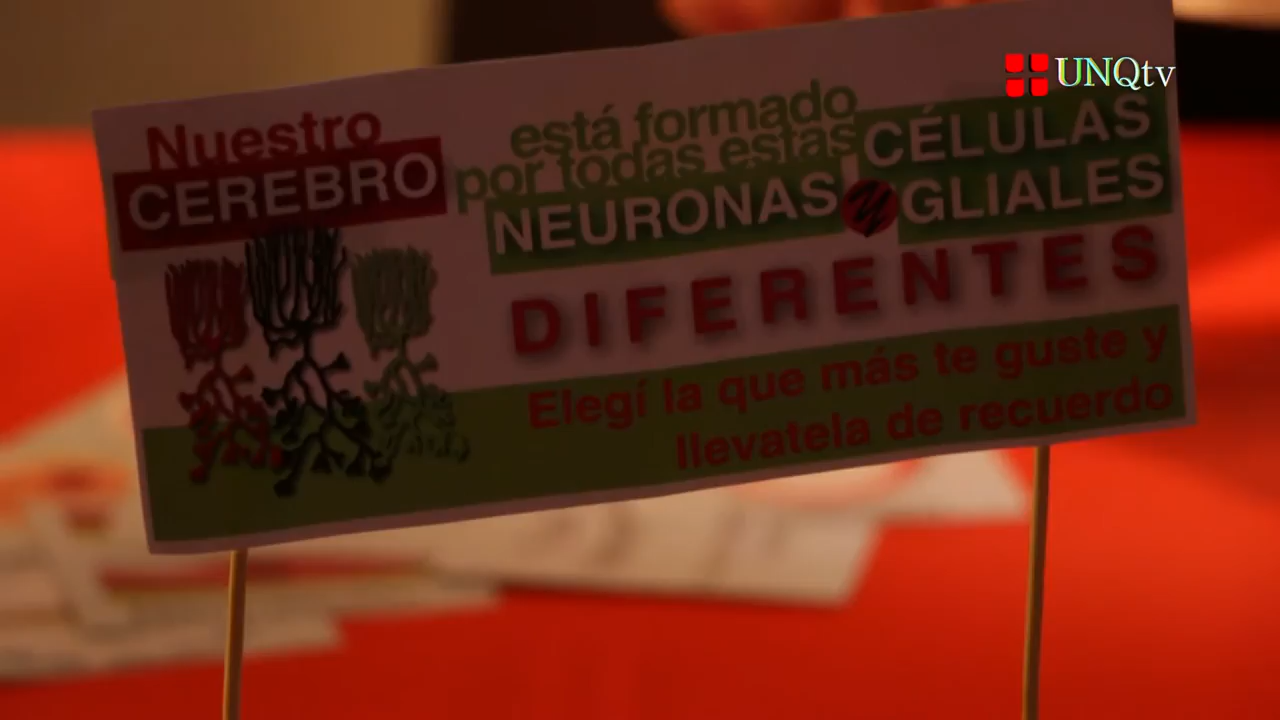 Nuestro
CEREBRO
está formado
por todas estas
NEURONAS y
CÉLULAS
GLIALES
DIFERENTES
Elegí la que más te guste y
llevatela de recuerdo
UNQtv